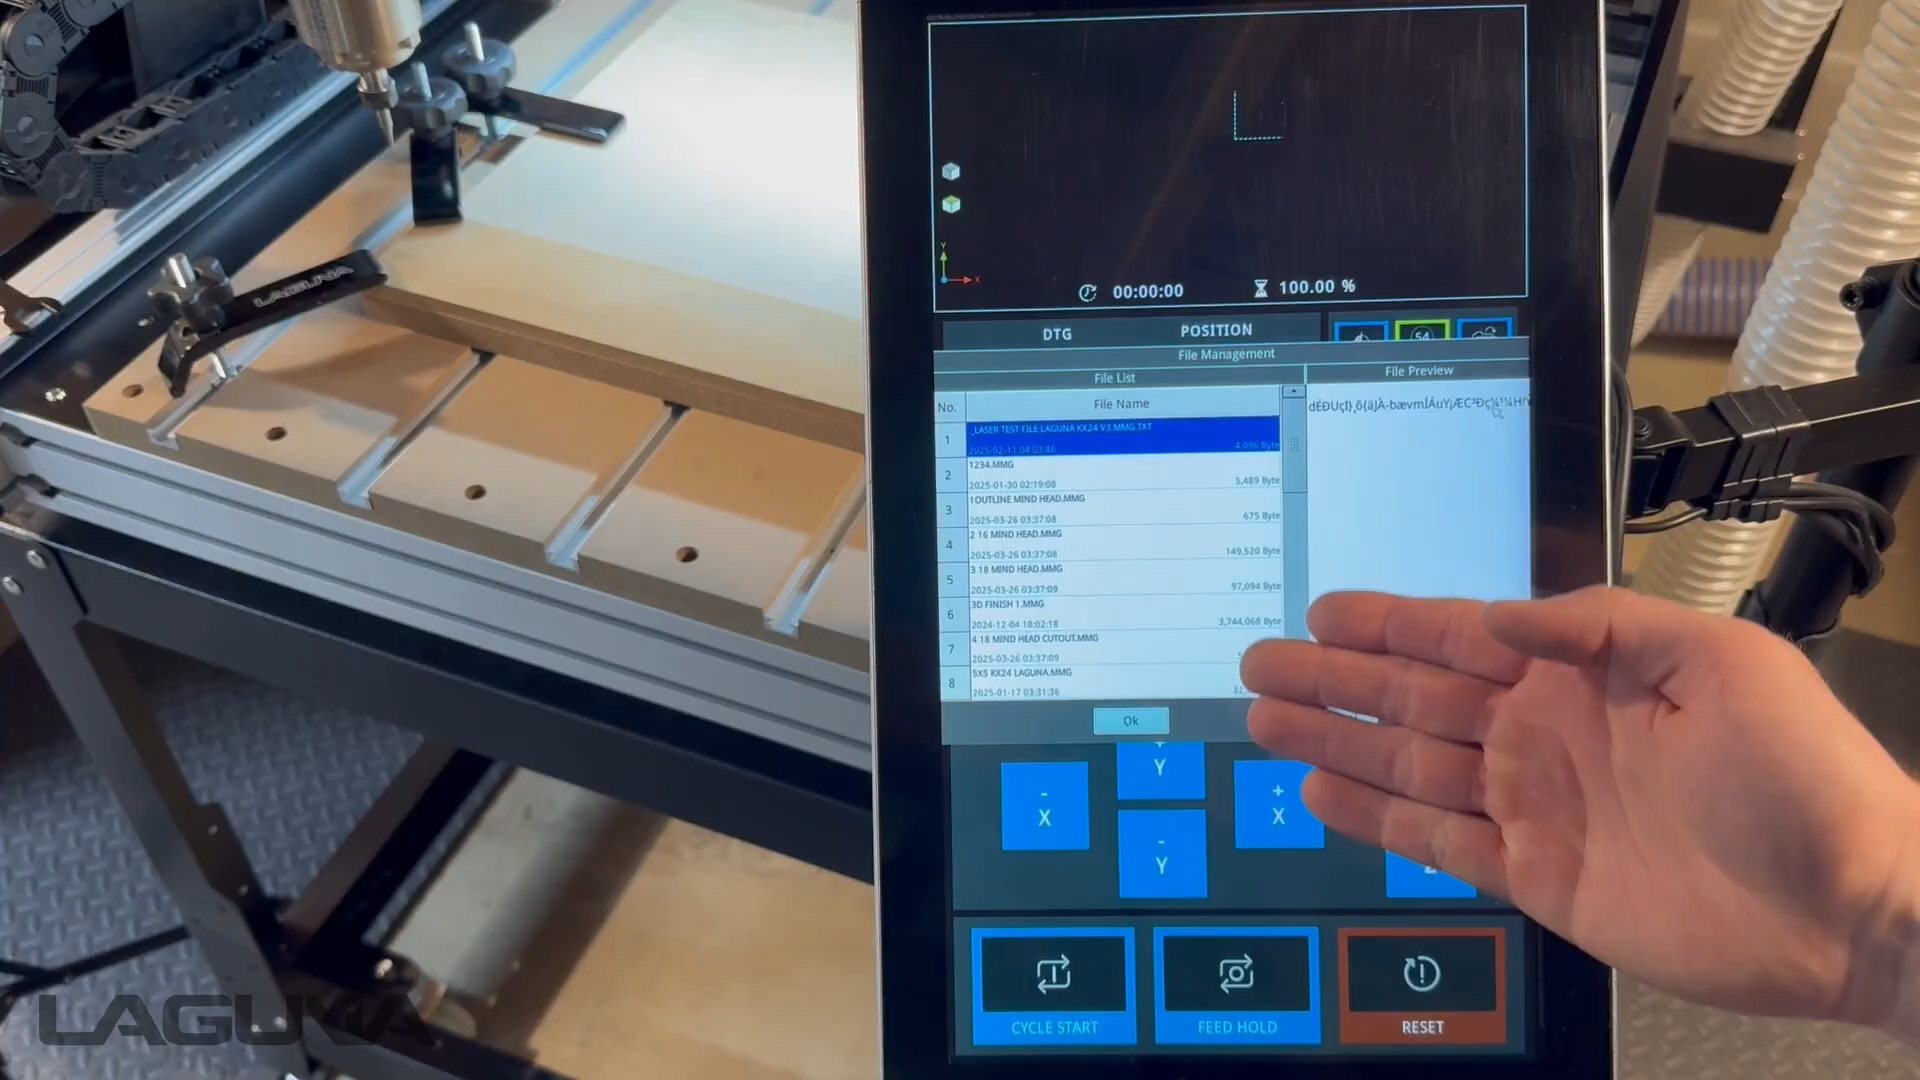 00:00:00
100.00 %
DTG
POSITION
54
File Management
File List
File Preview
No.
File Name
1
_LASER TEST FILE LAGUNA KX24 V3.MMG.TXT
2025-02-11 04:03:46
4,096 Byte
2
1234.MMG
2025-01-30 02:19:08
5,489 Byte
3
1OUTLINE MIND HEAD.MMG
2025-03-26 03:37:08
675 Byte
4
2 16 MIND HEAD.MMG
2025-03-26 03:37:08
149,520 Byte
5
3 18 MIND HEAD.MMG
2025-03-26 03:37:09
97,094 Byte
6
3D FINISH 1.MMG
2024-12-04 10:02:18
3,744,068 Byte
7
4 18 MIND HEAD CUTOUT.MMG
2025-03-26 03:37:09
8
5X5 KX24 LAGUNA.MMG
2025-01-17 03:31:36
Ok
+
Y
-
X
+
X
-
Y
Z
CYCLE START
FEED HOLD
RESET
LAGUNA
Y
X
LAGUNA